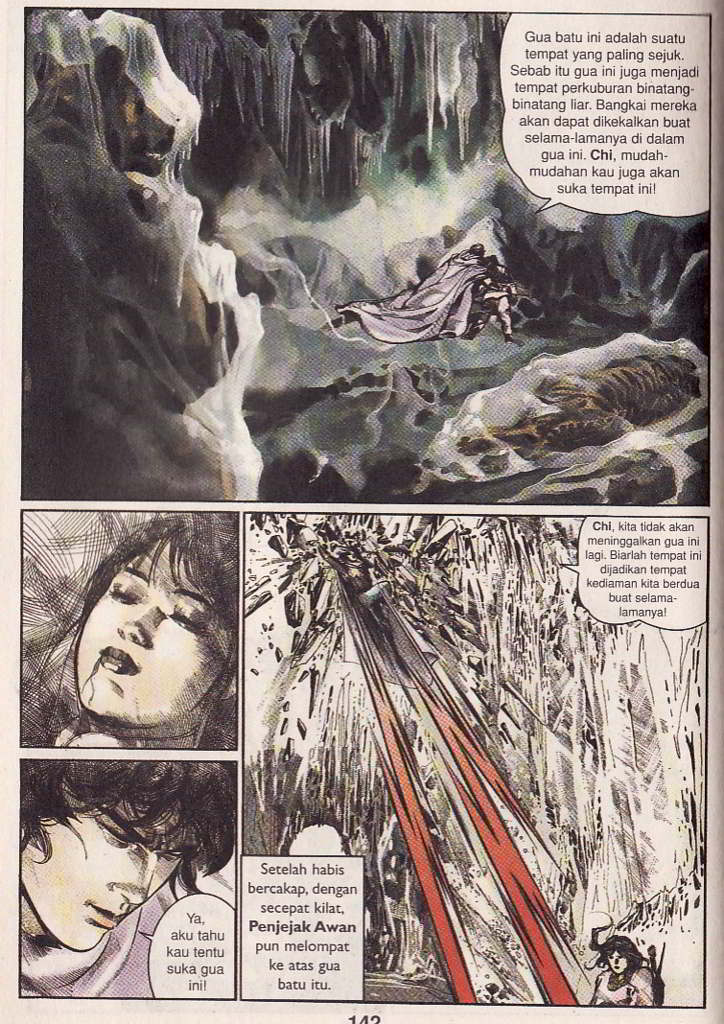 Gua batu ini adalah suatu
tempat yang paling sejuk.
Sebab itu gua ini juga menjadi
tempat perkuburan binatang-
binatang liar. Bangkai mereka
akan dapat dikekalkan buat
selama-lamanya di dalam
gua ini. Chi, mudah-
mudahan kau juga akan
suka tempat ini!
Ya,
aku tahu
kau tentu
suka gua
ini!
Chi, kita tidak akan
meninggalkan gua ini
lagi. Biarlah tempat ini
dijadikan tempat
kediaman kita berdua
buat selama-
lamanya!
Setelah habis
bercakap, dengan
secepat kilat,
Penjejak Awan
pun melompat
ke atas gua
batu itu.